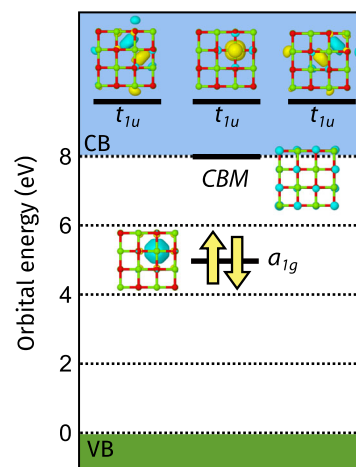 t1u t1u t1u
CB
8
CBM
6
a1g
4
2
0
VB
Orbital energy (eV)